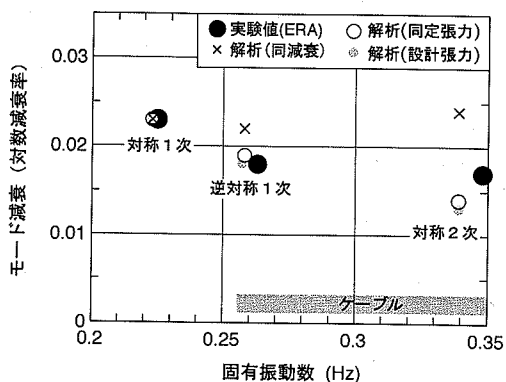 ● 実験値(ERA) ○ 解析(同定張力)
× 解析(同減衰) 解析(設計張力)
モード減衰 (対数減衰率)
0.03
0.02
0.01
0
対称1次
逆対称1次
対称2次
ケーブル
0.2 0.25 0.3 0.35
固有振動数 (Hz)